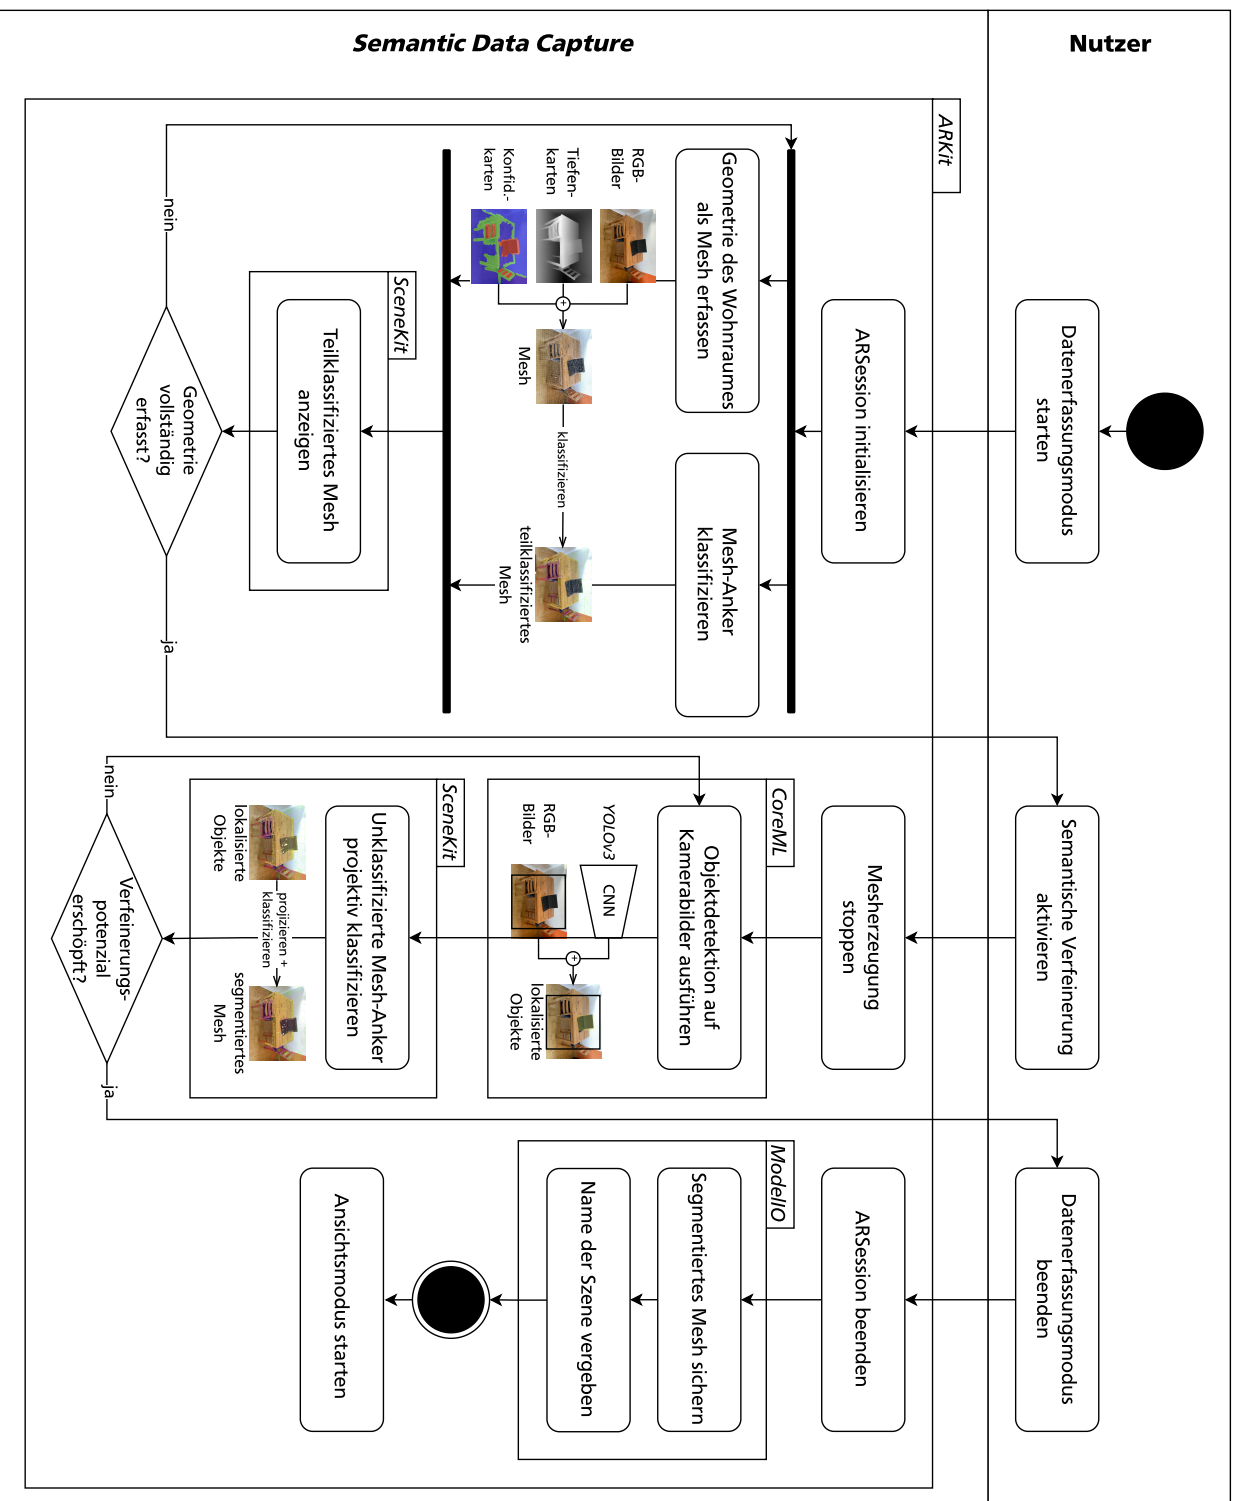 Semantic Data Capture
Nutzer
ARKit
Datenerfassungsmodus
starten
ARSession initialisieren
Geometrie des Wohnraumes
als Mesh erfassen
Mesh-Anker
klassifizieren
RGB-
Bilder
Tiefen-
karten
Konfid.-
karten
+
Mesh
klassifizieren
teilklassifiziertes
Mesh
SceneKit
Teilklassifiziertes Mesh
anzeigen
Geometrie
vollständig
erfasst?
nein
ja
Semantische Verfeinerung
aktivieren
Mesherzeugung
stoppen
CoreML
Objektdetektion auf
Kamerabilder ausführen
YOLOv3
CNN
RGB-
Bilder
+
lokalisierte
Objekte
SceneKit
Unklassifizierte Mesh-Anker
projektiv klassifizieren
lokalisierte
Objekte
projizieren +
klassifizieren
segmentiertes
Mesh
Verfeinerungs-
potenzial
erschöpft?
nein
ja
Datenerfassungsmodus
beenden
ARSession beenden
ModelIO
Segmentiertes Mesh sichern
Name der Szene vergeben
Ansichtsmodus starten